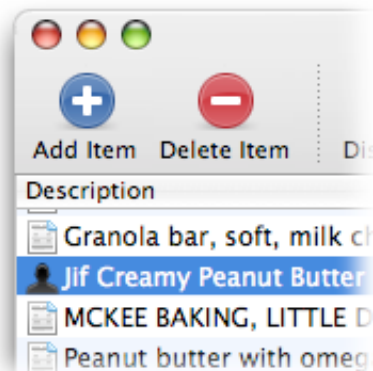 Add Item Delete Item
Description
Granola bar, soft, milk
Jif Creamy Peanut Butter
MCKEE BAKING, LITTLE
Peanut butter with